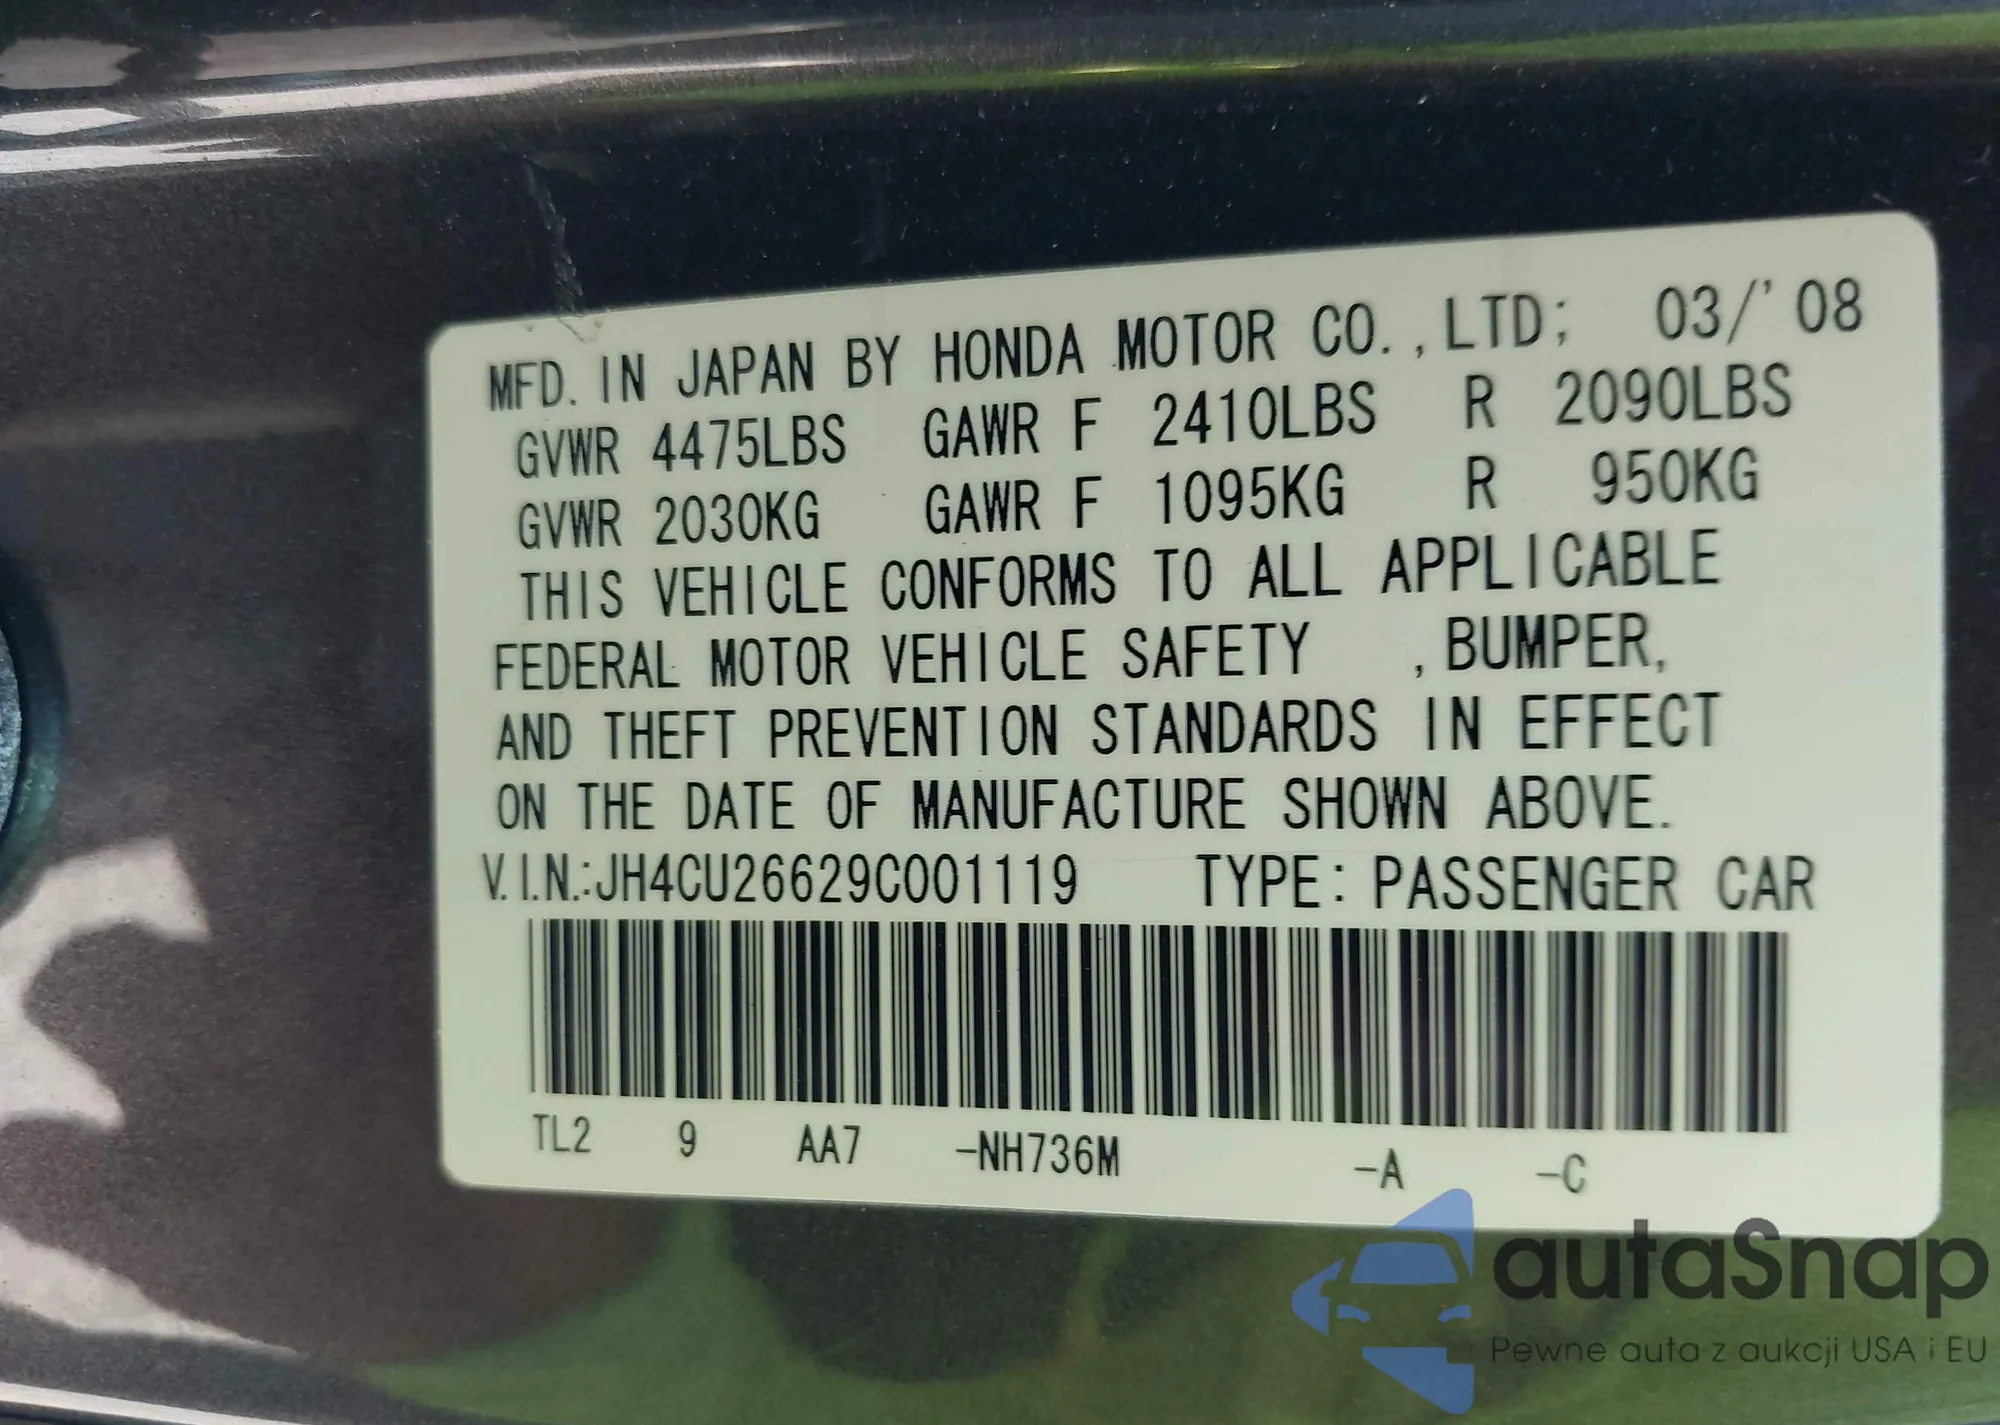 MFD. IN JAPAN BY HONDA MOTOR CO.,LTD; 03/'08
GVWR 4475LBS GAWR F 2410LBS R 2090LBS
GVWR 2030KG GAWR F 1095KG R 950KG
THIS VEHICLE CONFORMS TO ALL APPLICABLE
FEDERAL MOTOR VEHICLE SAFETY ,BUMPER,
AND THEFT PREVENTION STANDARDS IN EFFECT
ON THE DATE OF MANUFACTURE SHOWN ABOVE.
V.I.N.:JH4CU26629C001119 TYPE: PASSENGER CAR
TL2 9 AA7 -NH736M -A -C
autaSnap
Pewne auta z aukcji USA i EU